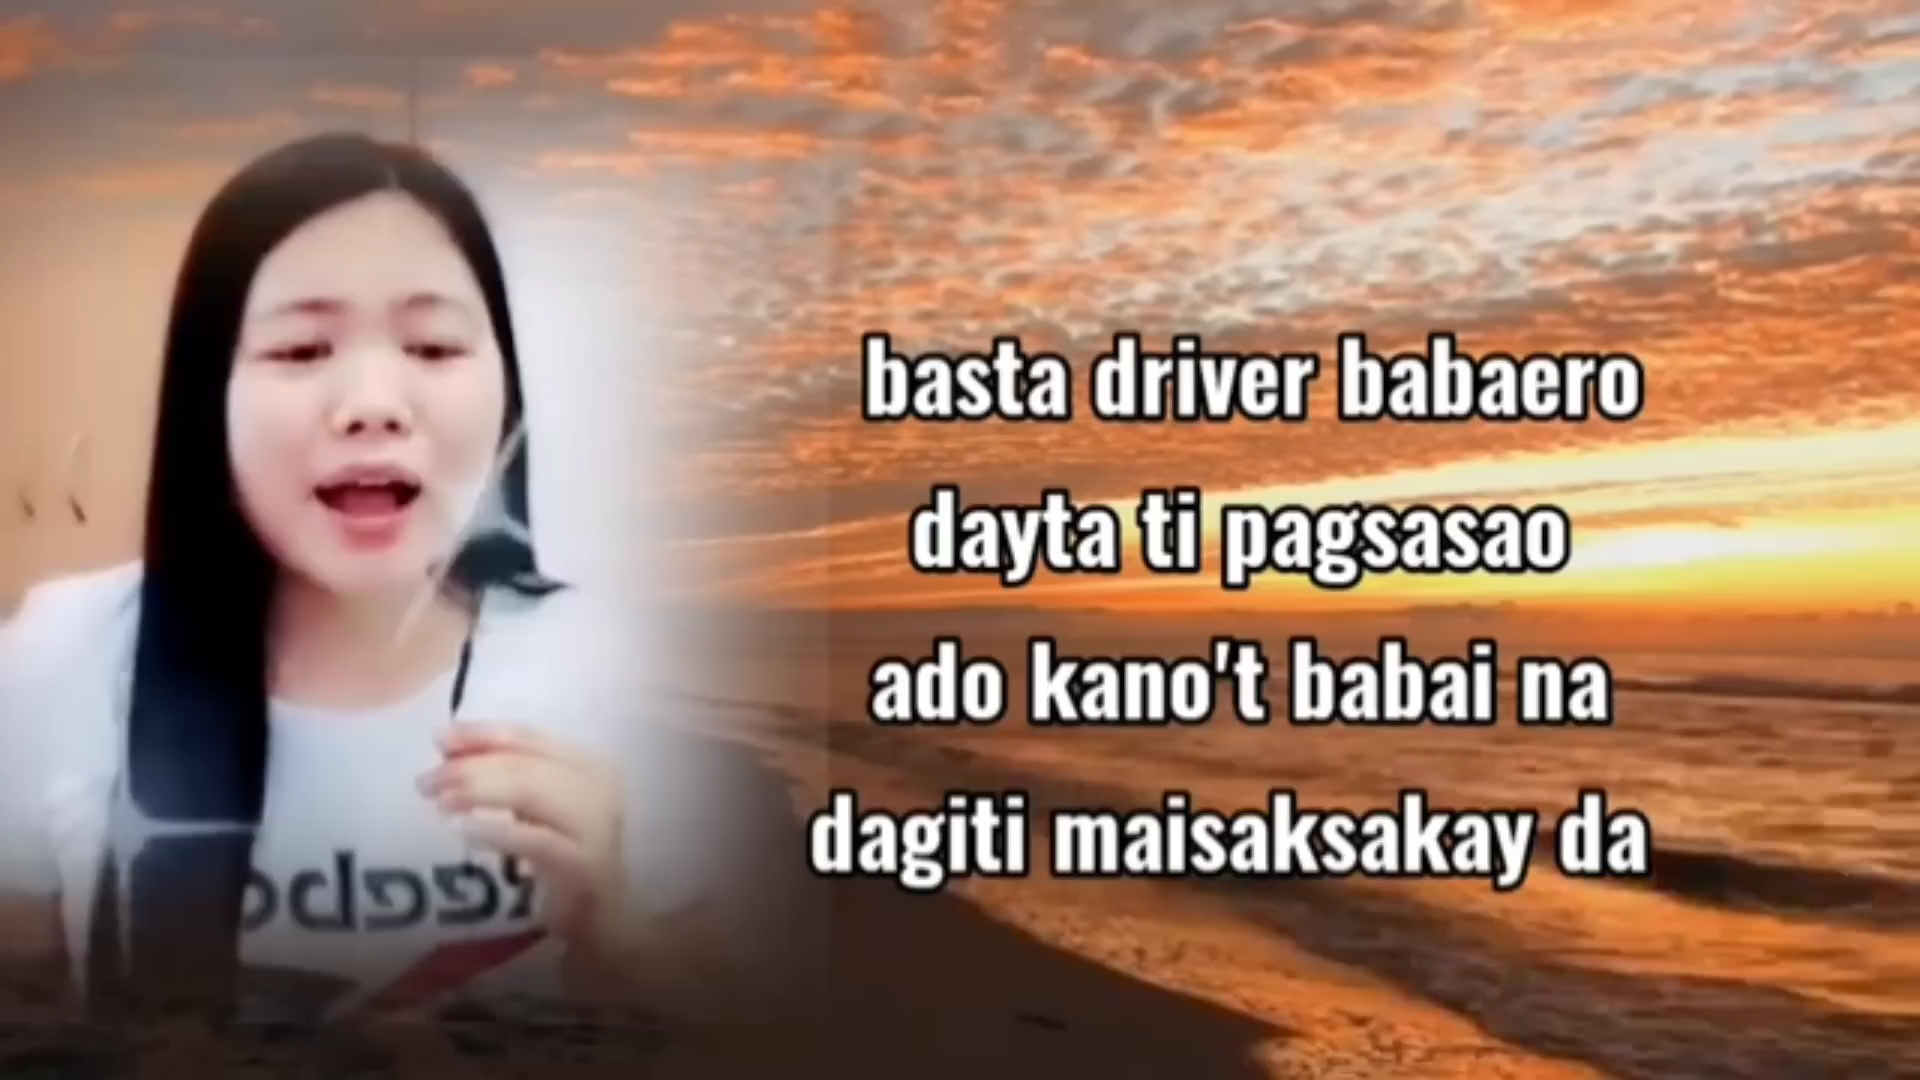 basta driver babaero
dayta ti pagsasao
ado kano't babai na
dagiti maisaksakay da